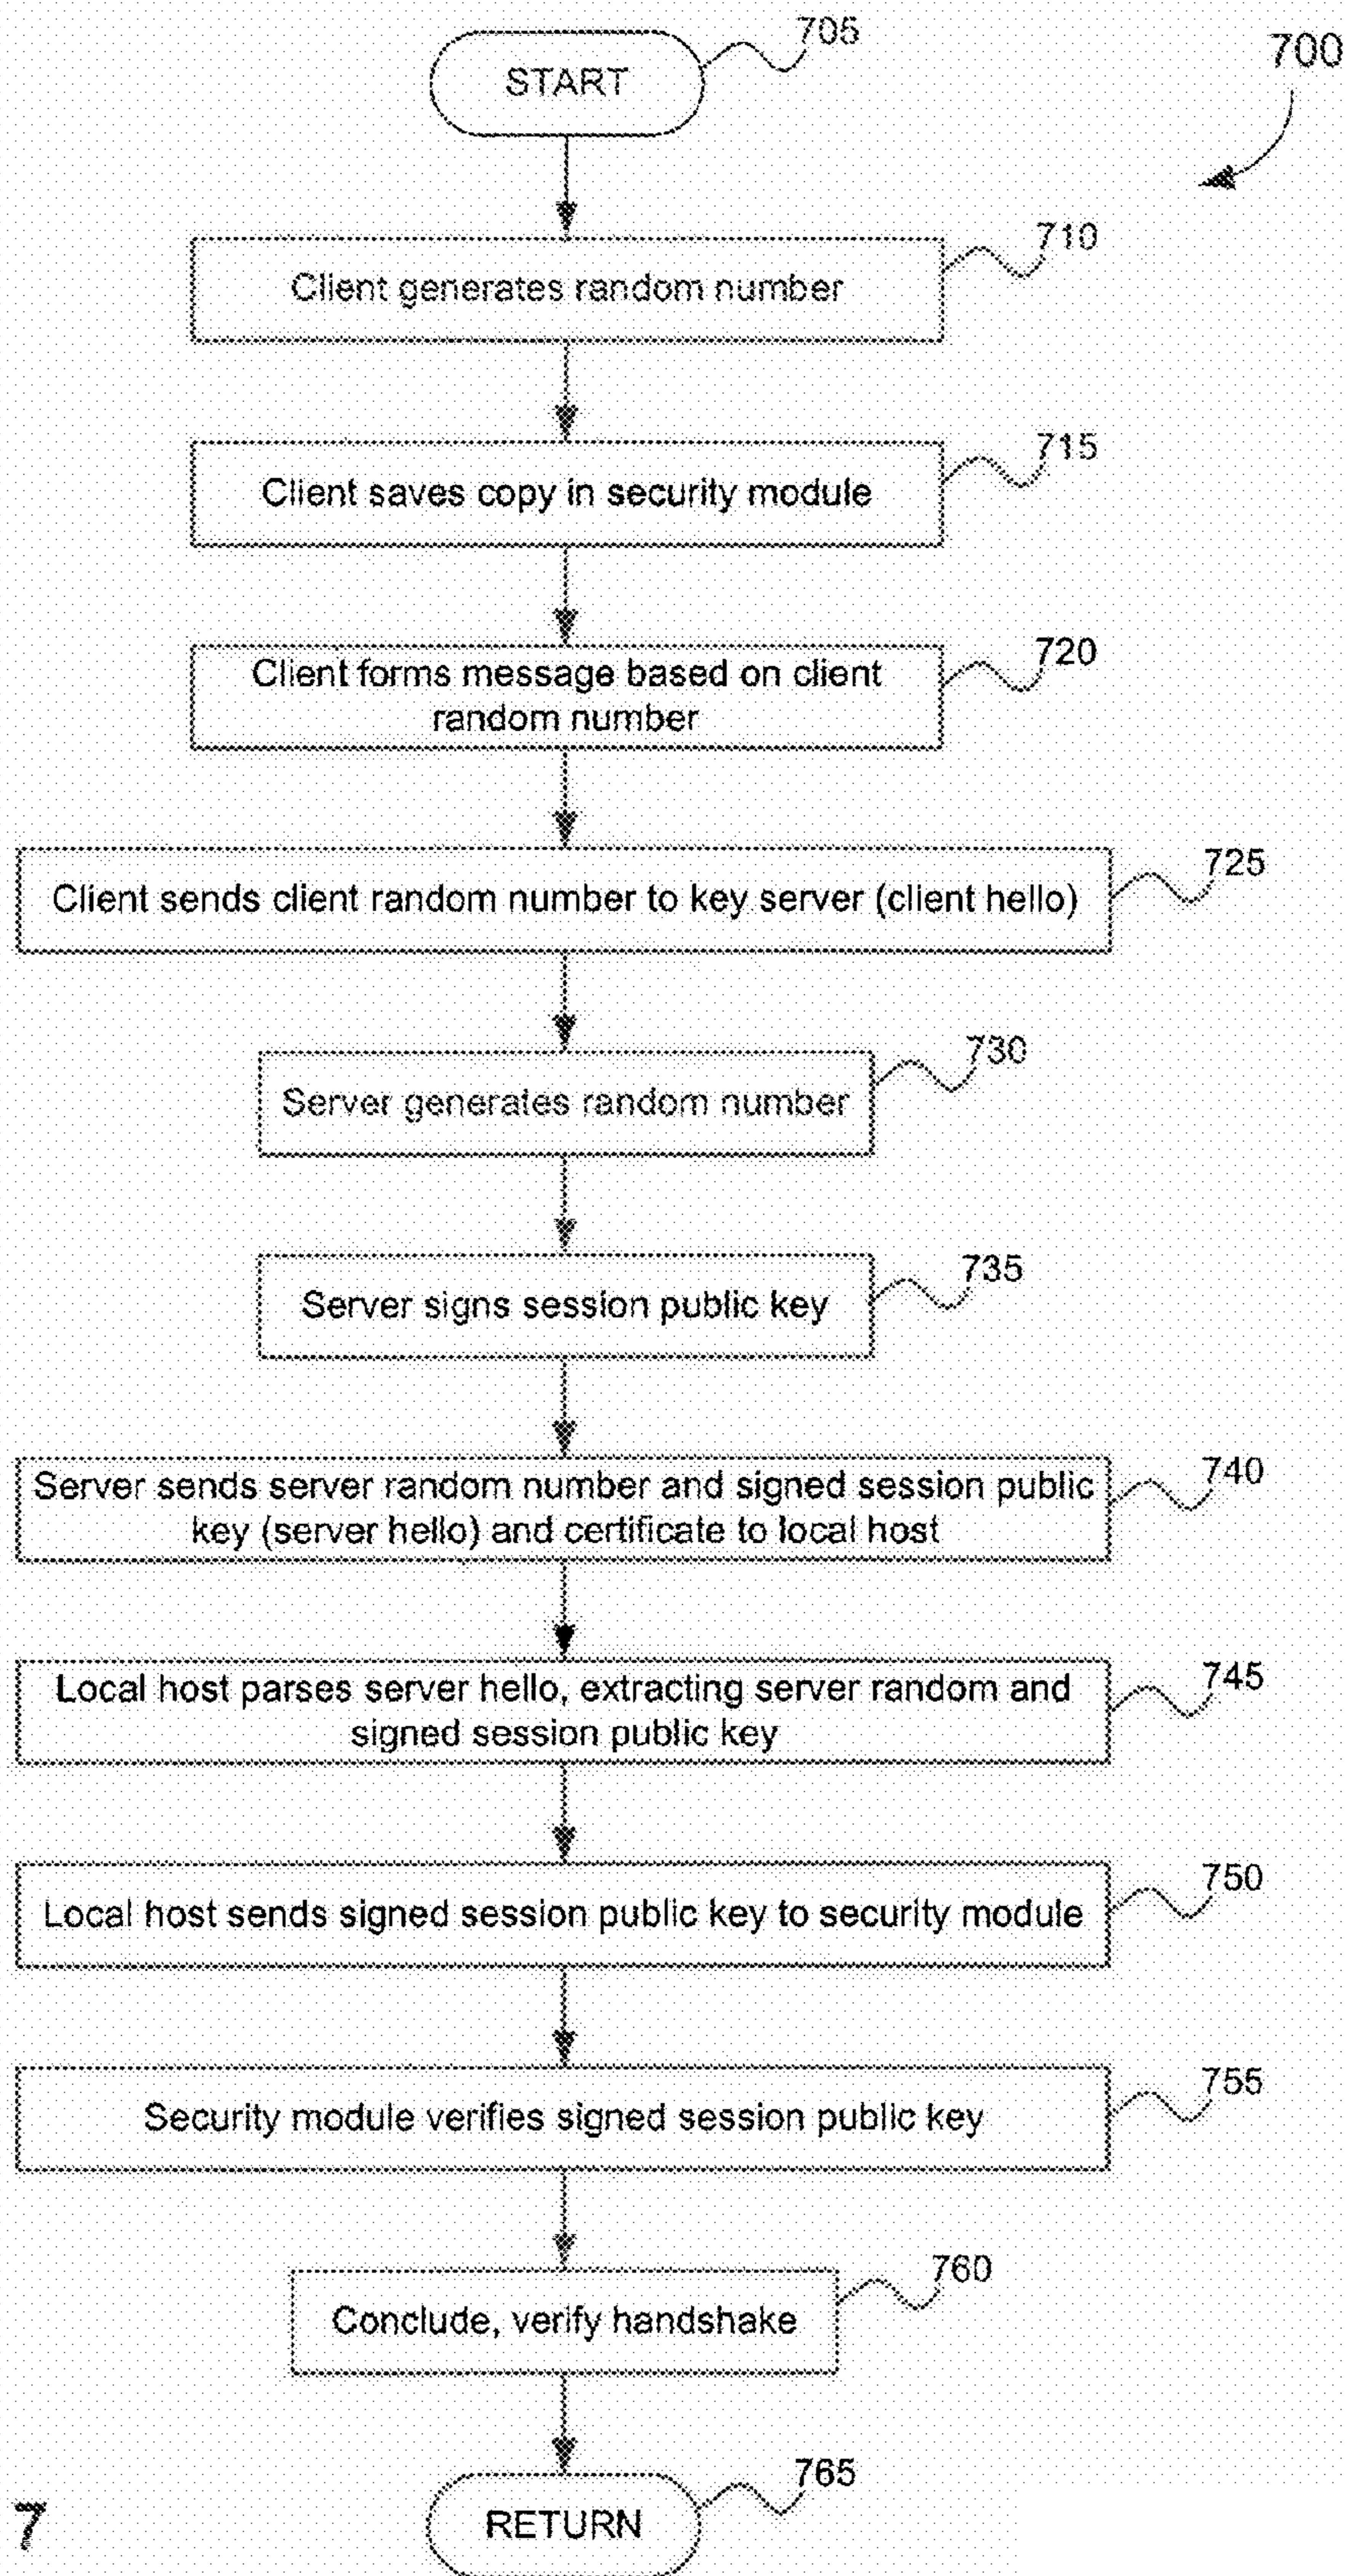 705
START
700
710
Client generates random number
715
Client saves copy in security module
720
Client forms message based on client
random number
725
Client sends client random number to key server (client hello)
730
Server generates random number
735
Server signs session public key
740
Server sends server random number and signed session public
key (server hello) and certificate to local host
745
Local host parses server hello, extracting server random and
signed session public key
750
Local host sends signed session public key to security module
755
Security module verifies signed session public key
760
Conclude, verify handshake
765
RETURN
7